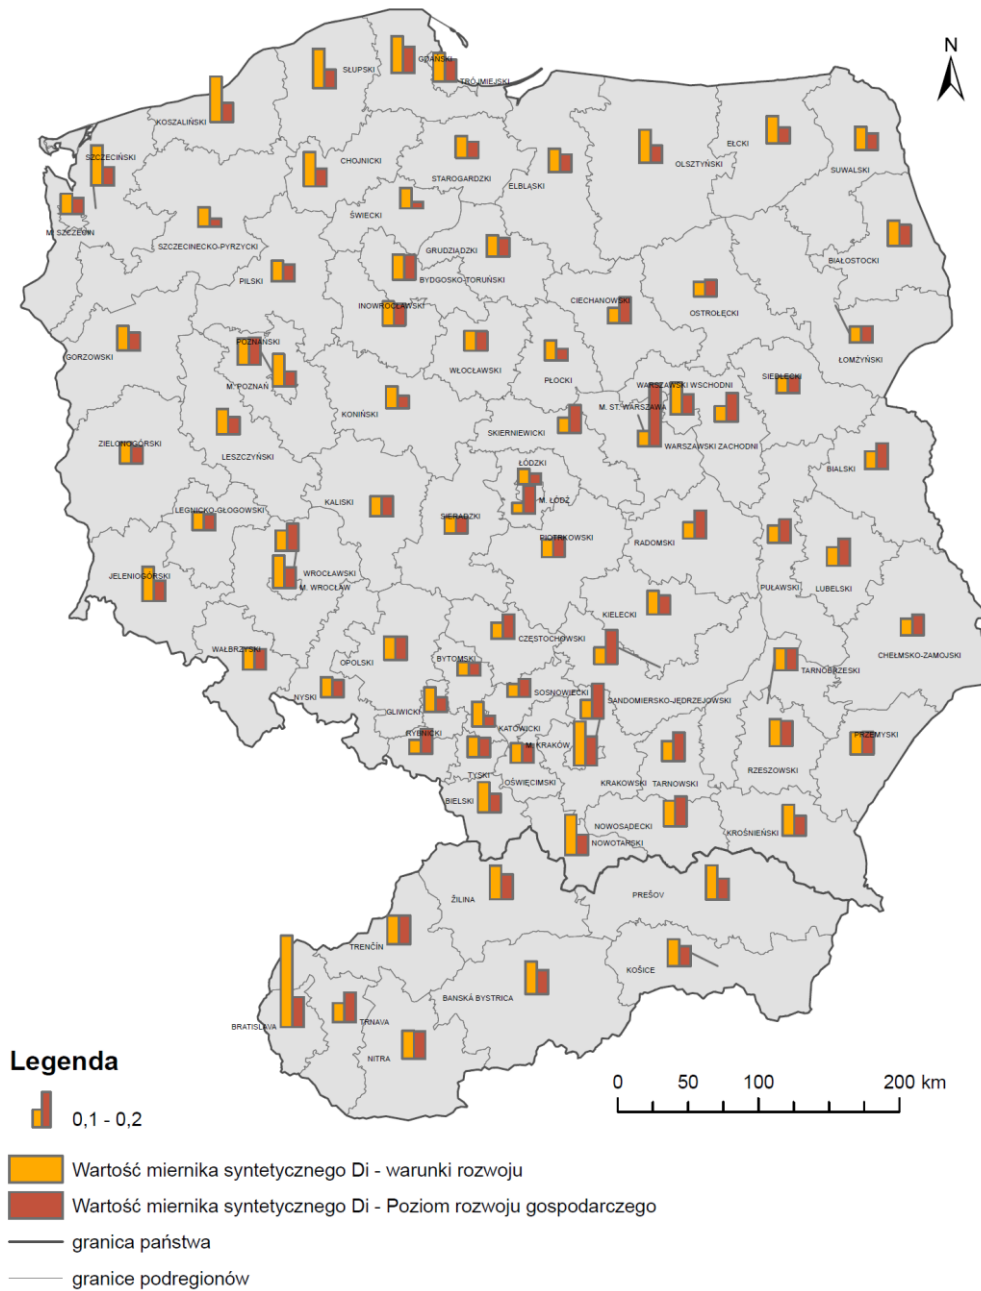 N
GDAŃSKI
SŁUPSKI
TRÓJMIEJSKI
KOSZALIŃSKI
EŁCKI
SZCZECIŃSKI
CHOJNICKI
OLSZTYŃSKI
SUWALSKI
STAROGARDZKI
ELBLĄSKI
M. SZCZECIN
ŚWIECKI
SZCZECINECKO-PYRZYCKI
GRUDZIĄDZKI
BIAŁOSTOCKI
PILSKI
BYDGOSKO-TORUŃSKI
CIECHANOWSKI
INOWROCŁAWSKI
OSTROŁĘCKI
POZNAŃSKI
GORZOWSKI
ŁOMŻYŃSKI
WŁOCŁAWSKI
SIEDLECKI
PŁOCKI
M. POZNAŃ
WARSZAWSKI WSCHODNI
M. ST. WARSZAWA
KONIŃSKI
SKIERNIEWICKI
ZIELONOGÓRSKI
WARSZAWSKI ZACHODNI
LESZCZYŃSKI
ŁÓDZKI
BIALSKI
KALISKI
M. ŁÓDŹ
LEGNICKO-GŁOGOWSKI
SIERADZKI
PIOTRKOWSKI
RADOMSKI
WROCŁAWSKI
JELENIOGÓRSKI
M. WROCŁAW
PUŁAWSKI
LUBELSKI
KIELECKI
CZĘSTOCHOWSKI
WAŁBRZYSKI
CHEŁMSKO-ZAMOJSKI
BYTOMSKI
OPOLSKI
TARNOBRZESKI
SOSNOWIECKI
NYSKI
SANDOMIERSKO-JĘDRZEJOWSKI
GLIWICKI
KATOWICKI
RYBNICKI
PRZEMYSKI
M. KRAKÓW
RZESZOWSKI
TYSKI
OŚWIĘCIMSKI
KRAKOWSKI
TARNOWSKI
BIELSKI
NOWOSĄDECKI
KROŚNIEŃSKI
NOWOTARSKI
PREŠOV
ŽILINA
TRENČÍN
KOŠICE
BANSKÁ BYSTRICA
TRNAVA
BRATISLAVA
NITRA
Legenda
0 50 100 200 km
0,1 - 0,2
Wartość miernika syntetycznego Di - warunki rozwoju
Wartość miernika syntetycznego Di - Poziom rozwoju gospodarczego
granica państwa
granice podregionów